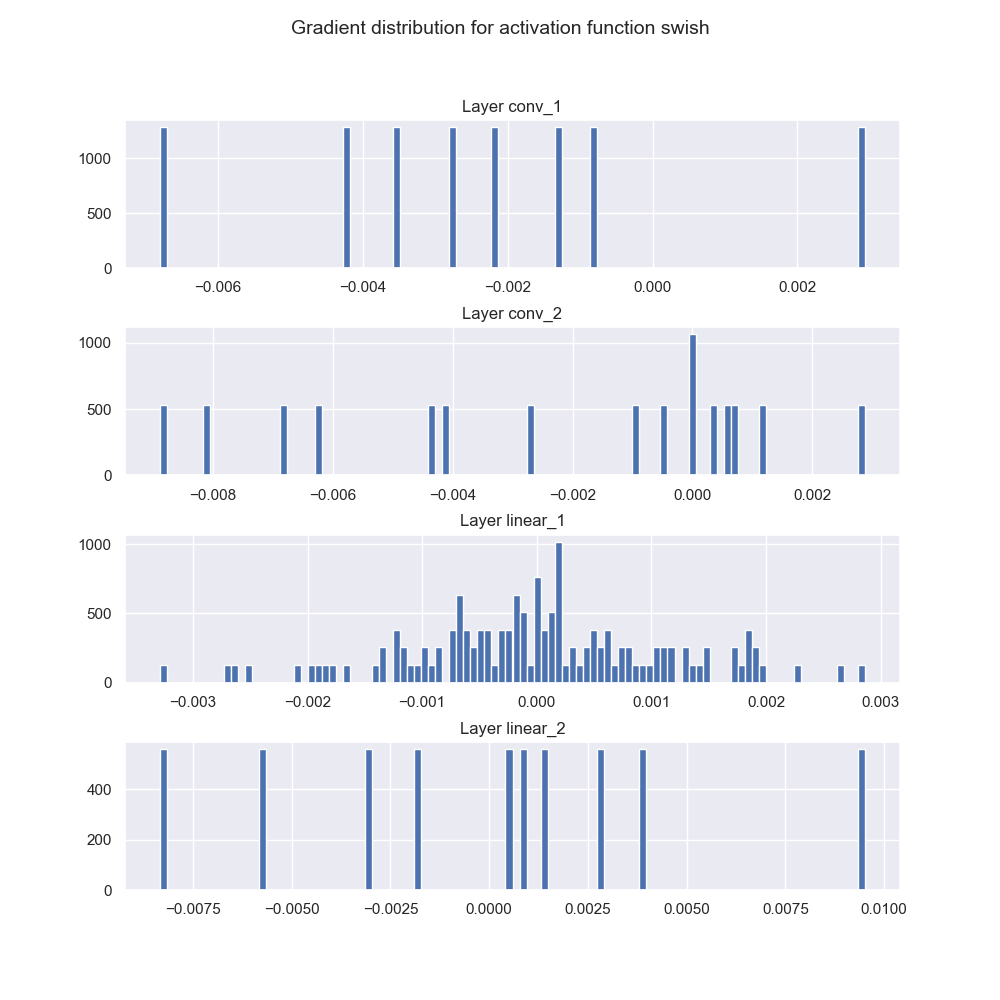 Gradient distribution for activation function swish
Layer conv_1
1000
500
0
−0.006 −0.004 −0.002 0.000 0.002
Layer conv_2
1000
500
0
−0.008 −0.006 −0.004 −0.002 0.000 0.002
Layer linear_1
1000
500
0
−0.003 −0.002 −0.001 0.000 0.001 0.002 0.003
Layer linear_2
400
200
0
−0.0075 −0.0050 −0.0025 0.0000 0.0025 0.0050 0.0075 0.0100